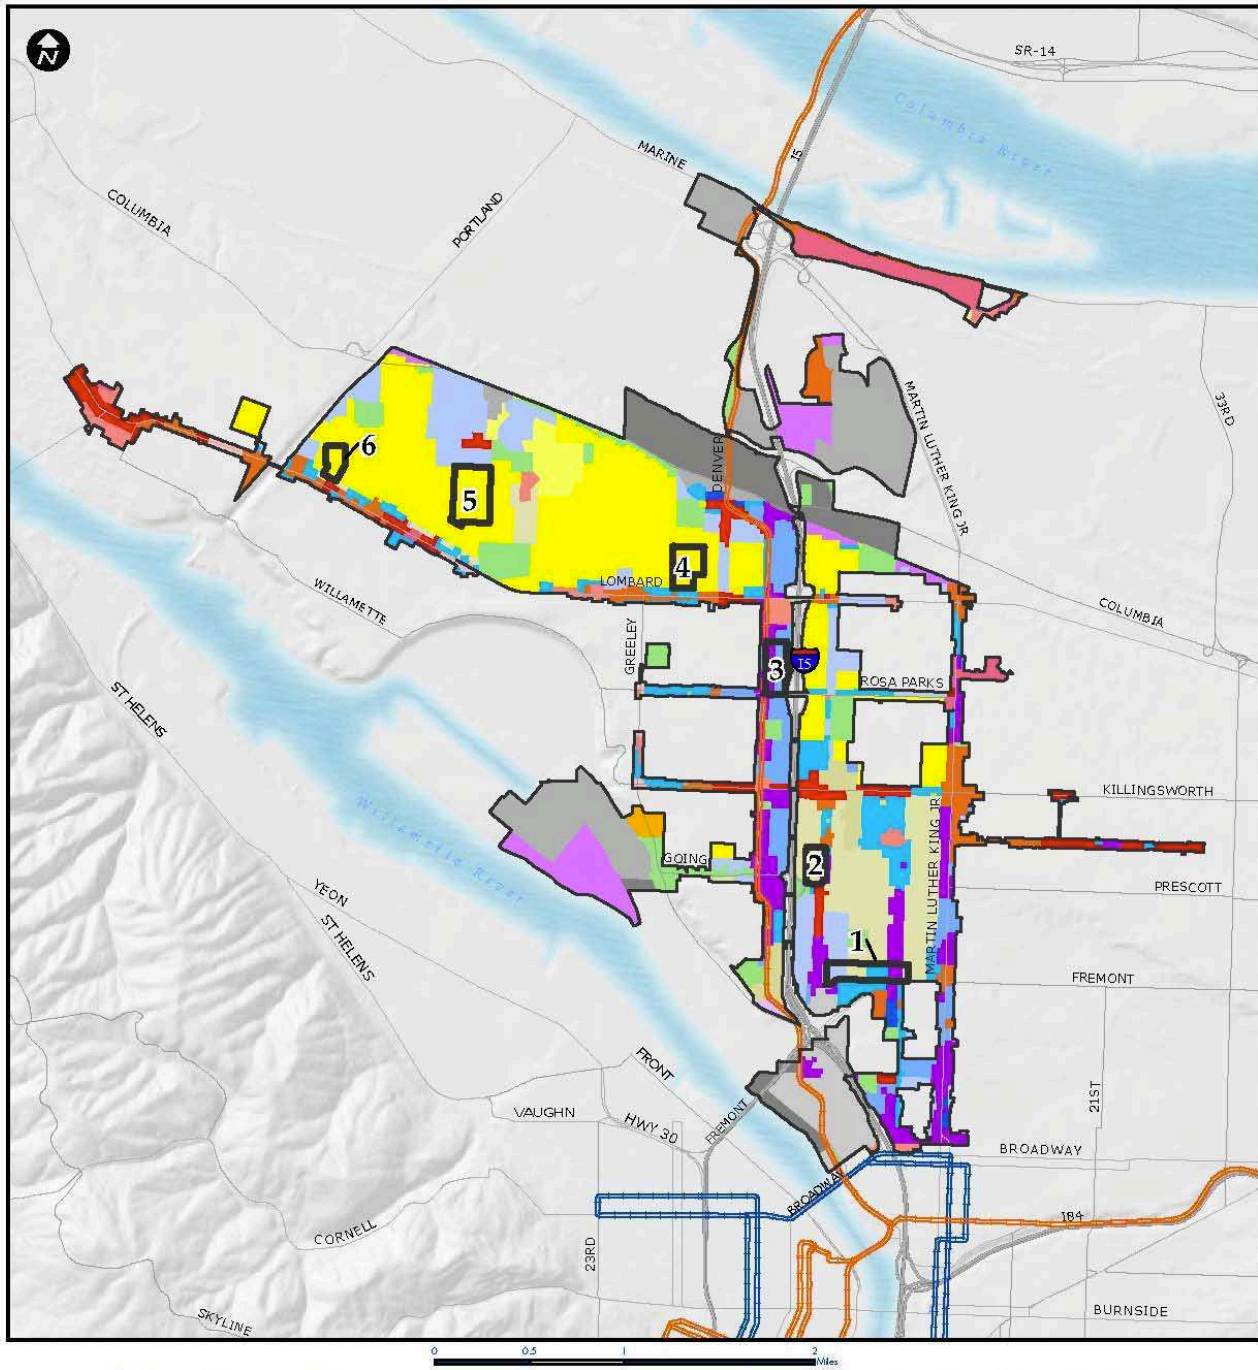 N
SR-14
Columbia River
I5
MARINE
COLUMBIA
PORTLAND
33RD
MARTIN LUTHER KING JR
DENVER
6
5
4
LOMBARD
WILLAMETTE
COLUMBIA
GREELEY
3
I5
ROSA PARKS
ST HELENS
KILLINGSWORTH
MARTIN LUTHER KING JR
2
GOING
PRESCOTT
Willamette River
YEON
ST HELENS
1
FREMONT
FRONT
FREMONT
VAUGHN
HWY 30
21ST
BROADWAY
BROADWAY
I84
CORNELL
23RD
SKYLINE
BURNSIDE
0 0.5 1 2
Miles